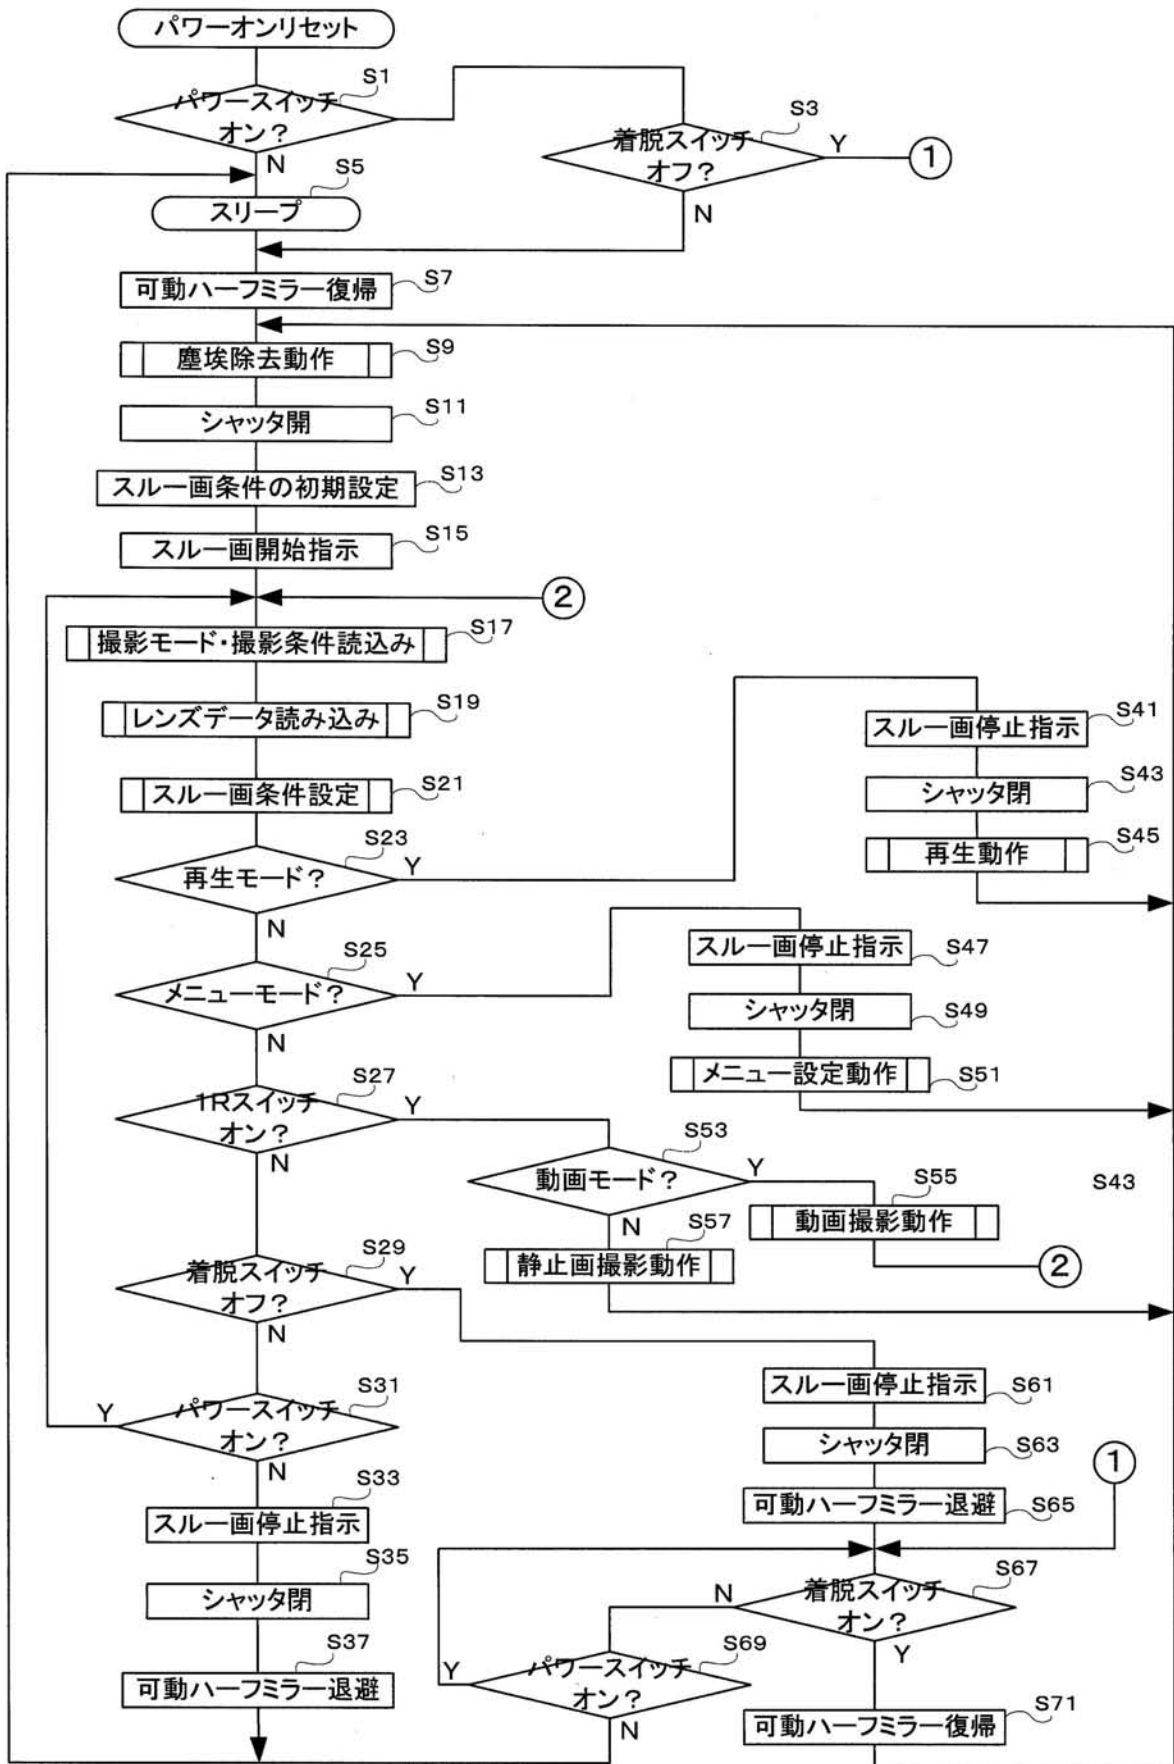 パワーオンリセット
S1
パワースイッチ
オン？
N
S3
着脱スイッチ
オフ？
Y
①
N
S5
スリープ
可動ハーフミラー復帰
S7
塵埃除去動作
S9
シャッタ開
S11
スルー画条件の初期設定
S13
スルー画開始指示
S15
②
撮影モード・撮影条件読込み
S17
レンズデータ読み込み
S19
スルー画条件設定
S21
S23
再生モード？
Y
N
スルー画停止指示
S41
シャッタ閉
S43
再生動作
S45
S25
メニューモード？
Y
N
スルー画停止指示
S47
シャッタ閉
S49
メニュー設定動作
S51
S27
1Rスイッチ
オン？
Y
N
S53
動画モード？
Y
N
S55
動画撮影動作
S43
②
S57
静止画撮影動作
S29
着脱スイッチ
オフ？
Y
N
S31
パワースイッチ
オン？
Y
N
S33
スルー画停止指示
S35
シャッタ閉
S37
可動ハーフミラー退避
スルー画停止指示
S61
シャッタ閉
S63
可動ハーフミラー退避
S65
①
S67
着脱スイッチ
オン？
N
Y
S69
パワースイッチ
オン？
Y
N
可動ハーフミラー復帰
S71